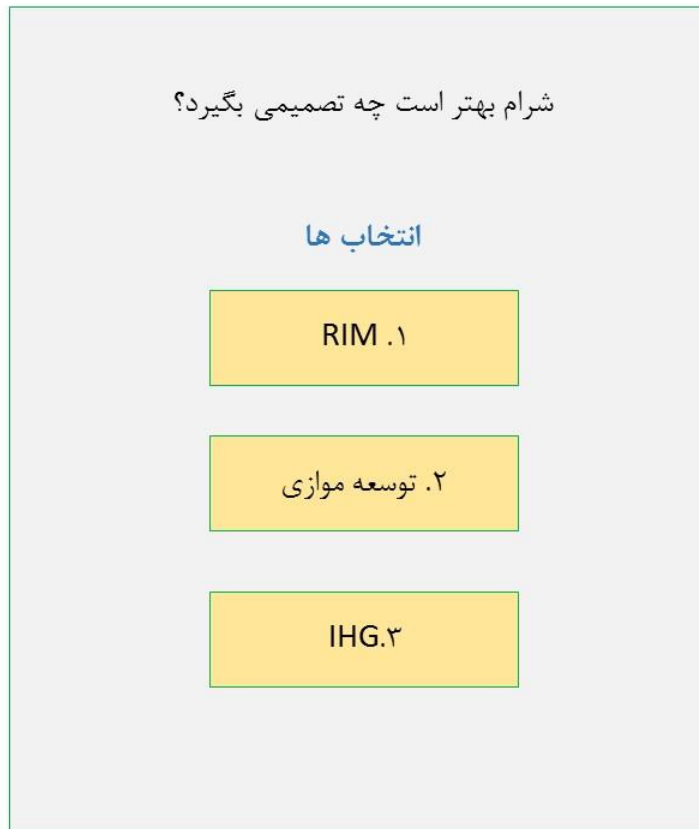 شرام بهتر است چه تصمیمی بگیرد؟
انتخاب ها
۱. RIM
۲. توسعه موازی
۳.IHG